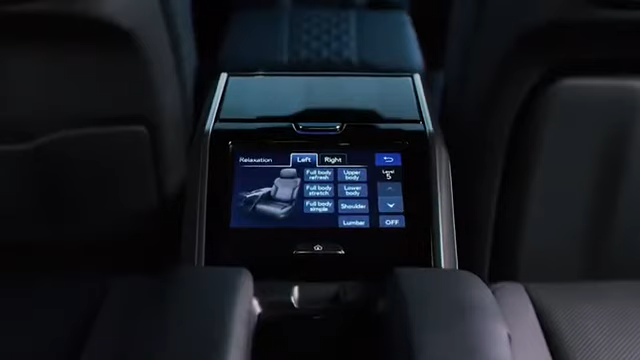 Relaxation
Left
Right
Full body
refresh
Upper
body
Level
5
Full body
stretch
Lower
body
Full body
simple
Shoulder
Lumbar
OFF